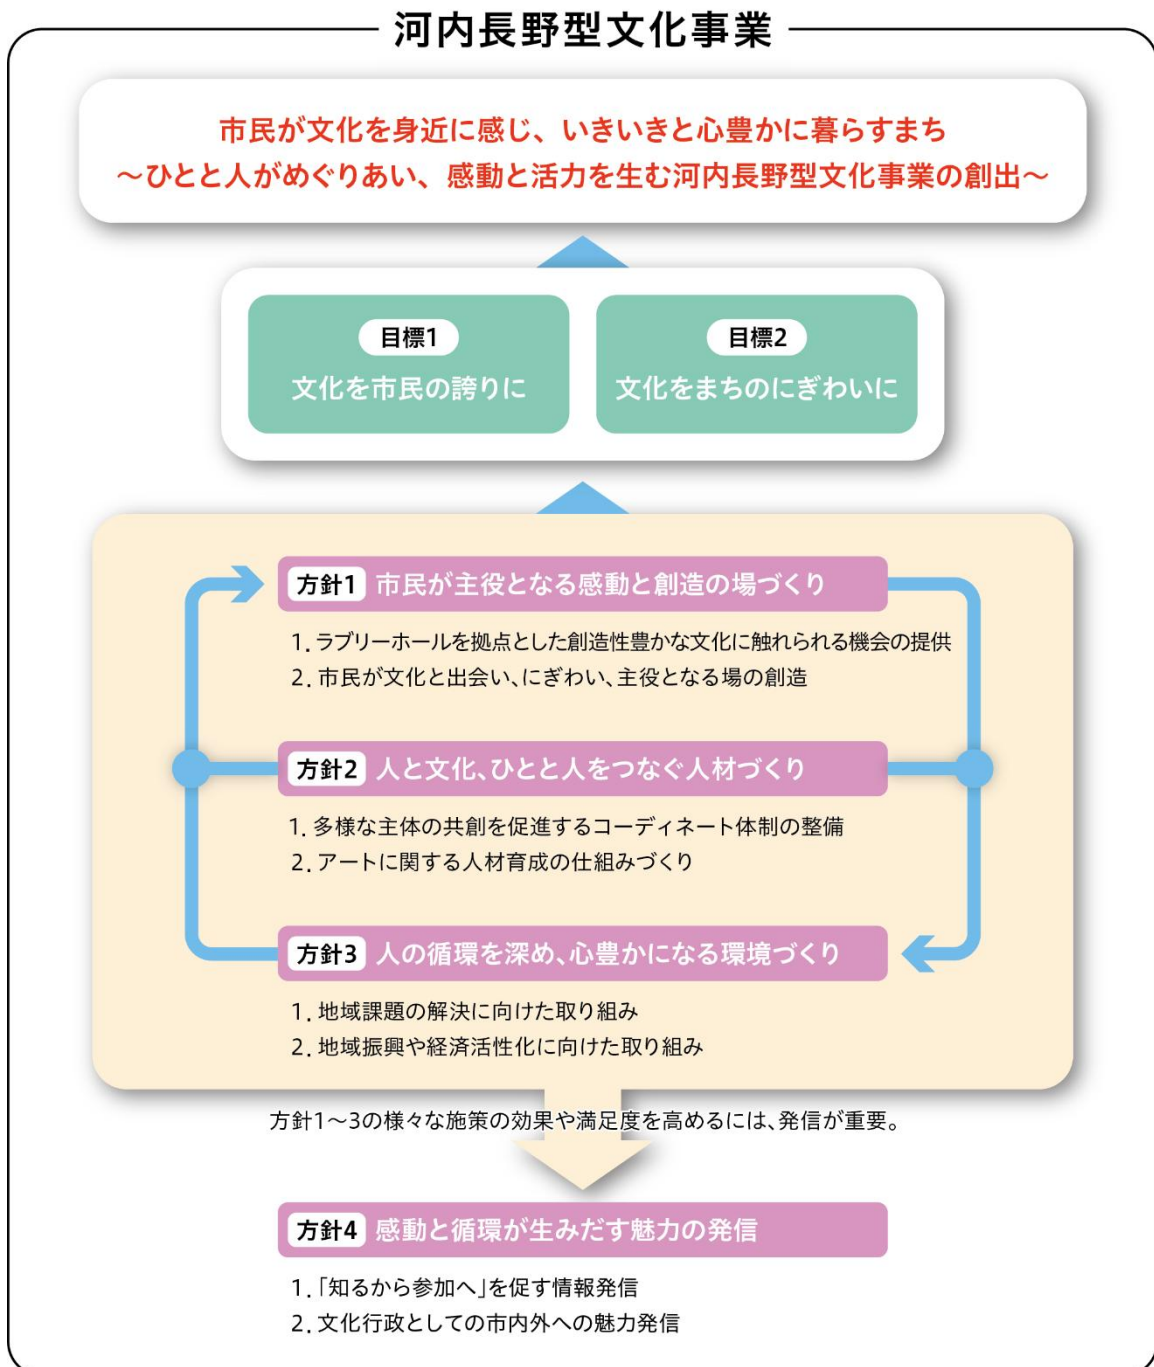 河内長野型文化事業
市民が文化を身近に感じ、いきいきと心豊かに暮らすまち
～ひとと人がめぐりあい、感動と活力を生む河内長野型文化事業の創出～
目標1
文化を市民の誇りに
目標2
文化をまちのにぎわいに
方針1 市民が主役となる感動と創造の場づくり
1．ラブリーホールを拠点とした創造性豊かな文化に触れられる機会の提供
2．市民が文化と出会い、にぎわい、主役となる場の創造
方針2 人と文化、ひとと人をつなぐ人材づくり
1．多様な主体の共創を促進するコーディネート体制の整備
2．アートに関する人材育成の仕組みづくり
方針3 人の循環を深め、心豊かになる環境づくり
1．地域課題の解決に向けた取り組み
2．地域振興や経済活性化に向けた取り組み
方針1～3の様々な施策の効果や満足度を高めるには、発信が重要。
方針4 感動と循環が生みだす魅力の発信
1．「知るから参加へ」を促す情報発信
2．文化行政としての市内外への魅力発信